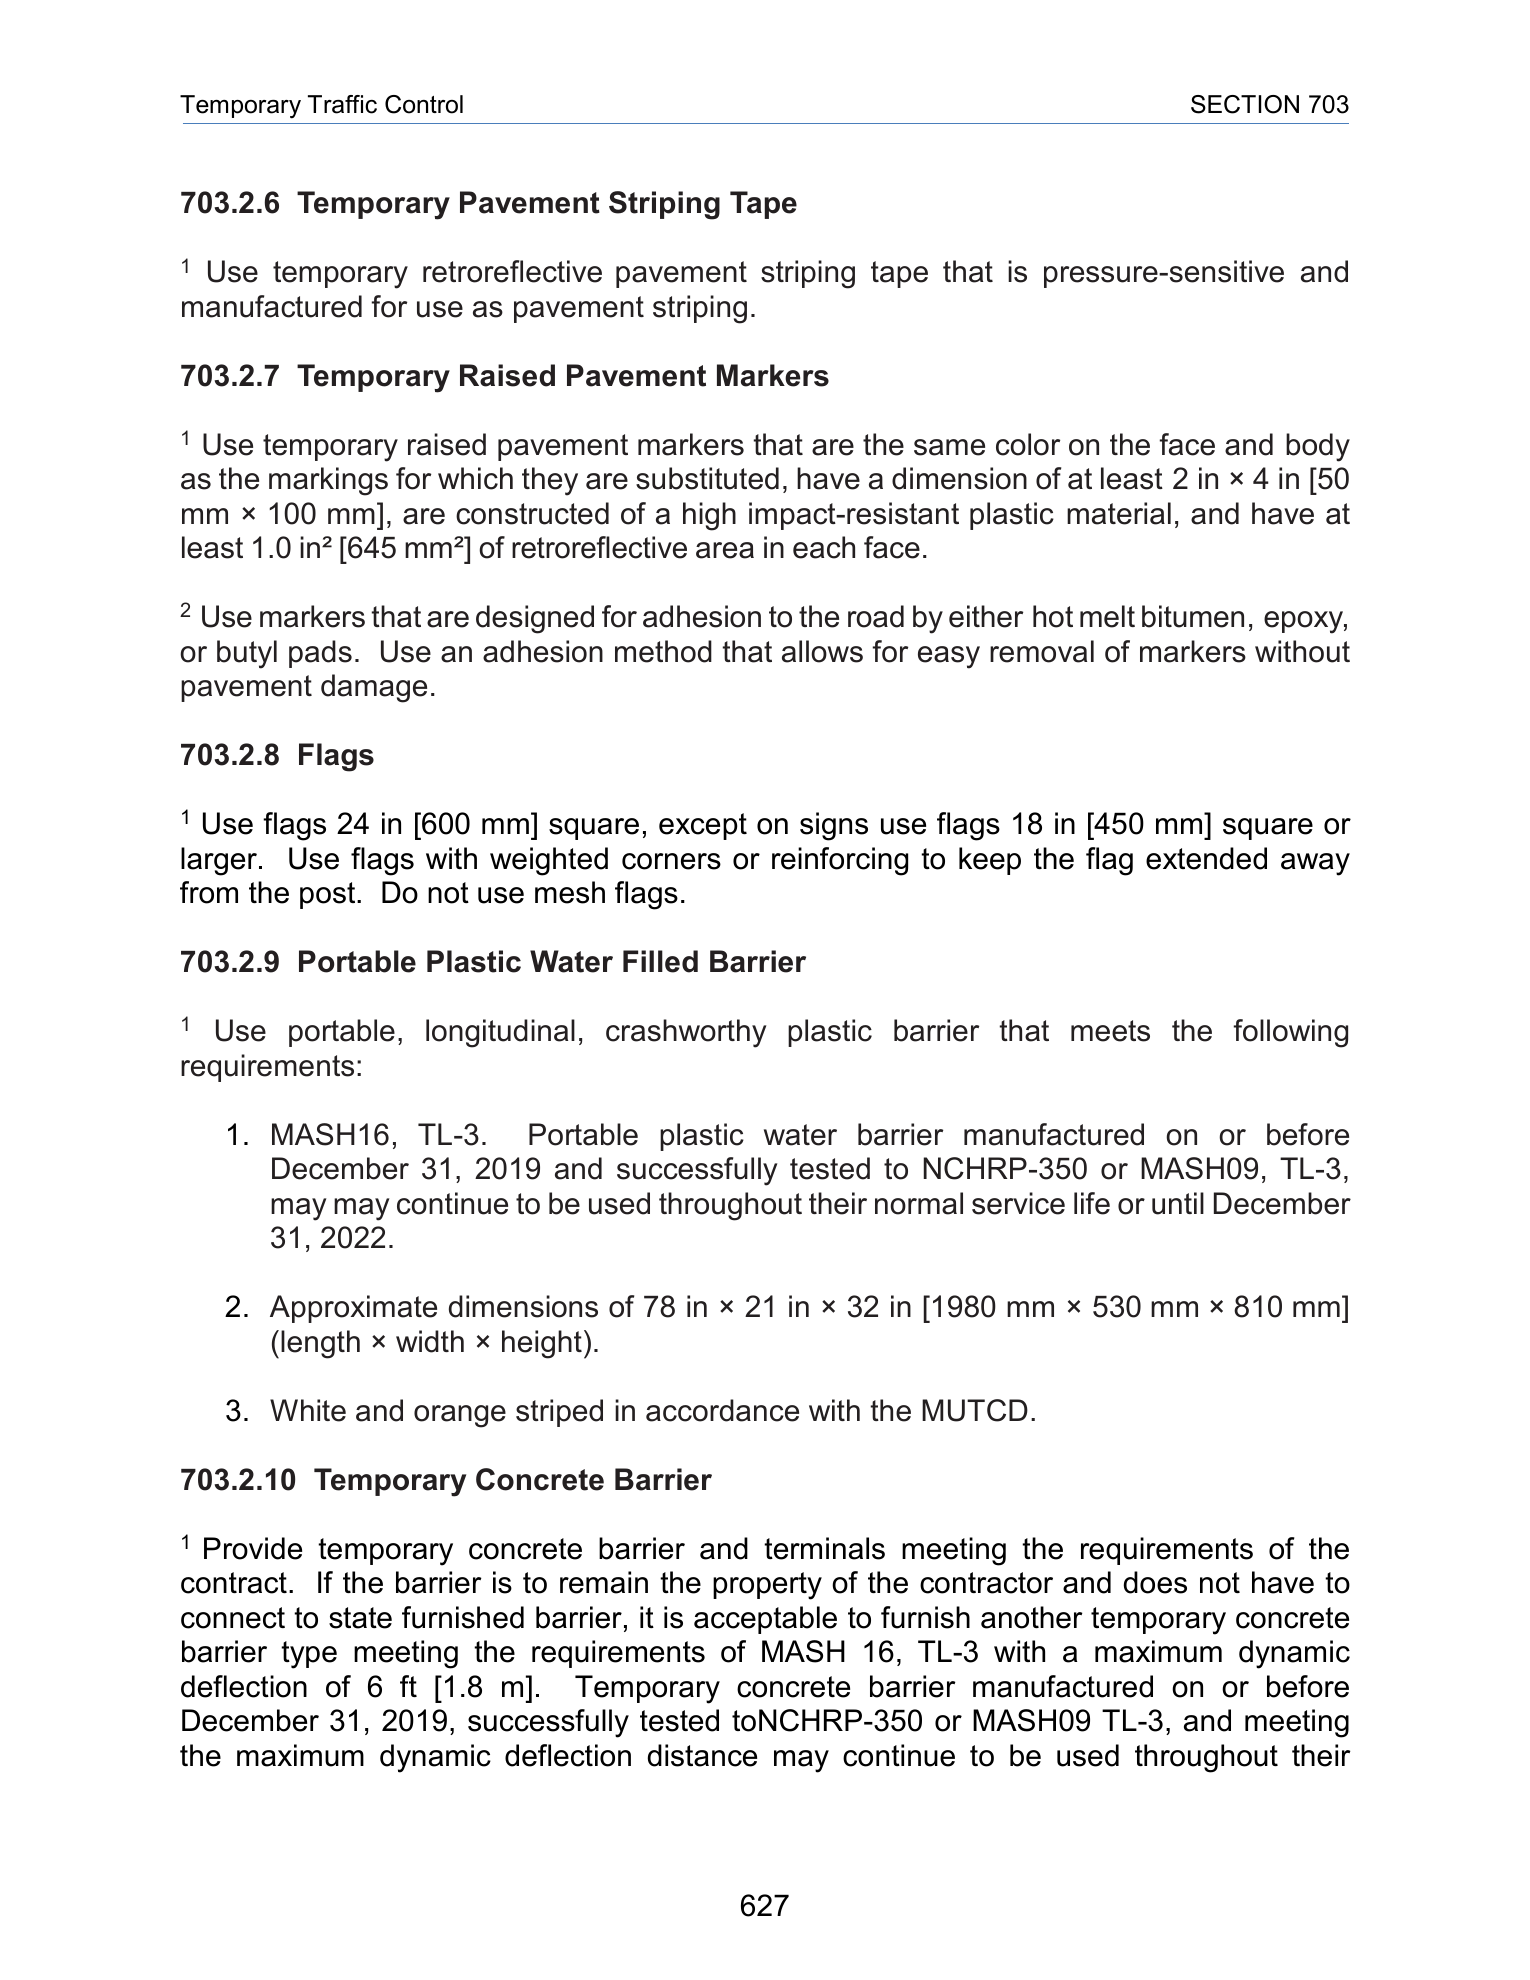 Temporary Traffic Control SECTION 703
703.2.6 Temporary Pavement Striping Tape
1 Use temporary retroreflective pavement striping tape that is pressure-sensitive and
manufactured for use as pavement striping.
703.2.7 Temporary Raised Pavement Markers
1 Use temporary raised pavement markers that are the same color on the face and body
as the markings for which they are substituted, have a dimension of at least 2 in × 4 in [50
mm × 100 mm], are constructed of a high impact-resistant plastic material, and have at
least 1.0 in² [645 mm²] of retroreflective area in each face.
2 Use markers that are designed for adhesion to the road by either hot melt bitumen, epoxy,
or butyl pads. Use an adhesion method that allows for easy removal of markers without
pavement damage.
703.2.8 Flags
1 Use flags 24 in [600 mm] square, except on signs use flags 18 in [450 mm] square or
larger. Use flags with weighted corners or reinforcing to keep the flag extended away
from the post. Do not use mesh flags.
703.2.9 Portable Plastic Water Filled Barrier
1 Use portable, longitudinal, crashworthy plastic barrier that meets the following
requirements:
1. MASH16, TL-3. Portable plastic water barrier manufactured on or before
December 31, 2019 and successfully tested to NCHRP-350 or MASH09, TL-3,
may may continue to be used throughout their normal service life or until December
31, 2022.
2. Approximate dimensions of 78 in × 21 in × 32 in [1980 mm × 530 mm × 810 mm]
(length × width × height).
3. White and orange striped in accordance with the MUTCD.
703.2.10 Temporary Concrete Barrier
1 Provide temporary concrete barrier and terminals meeting the requirements of the
contract. If the barrier is to remain the property of the contractor and does not have to
connect to state furnished barrier, it is acceptable to furnish another temporary concrete
barrier type meeting the requirements of MASH 16, TL-3 with a maximum dynamic
deflection of 6 ft [1.8 m]. Temporary concrete barrier manufactured on or before
December 31, 2019, successfully tested toNCHRP-350 or MASH09 TL-3, and meeting
the maximum dynamic deflection distance may continue to be used throughout their
627